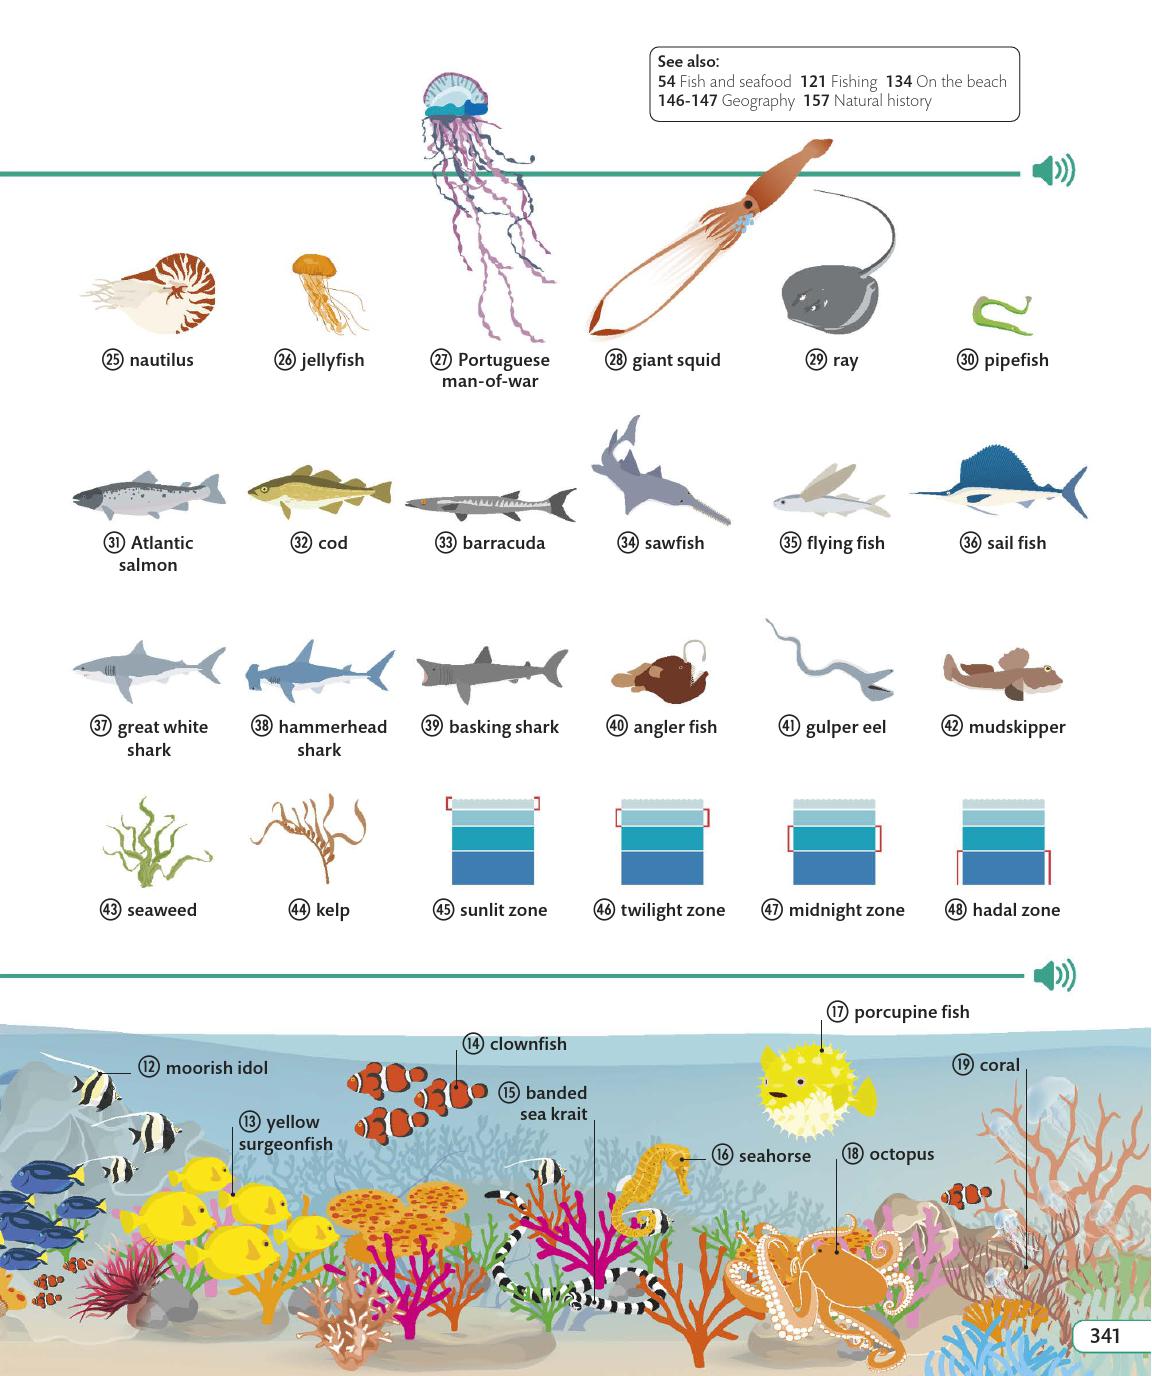 See also:
54 Fish and seafood 121 Fishing 134 On the beach
146-147 Geography 157 Natural history
25 nautilus
26 jellyfish
27 Portuguese
man-of-war
28 giant squid
29 ray
30 pipefish
31 Atlantic
salmon
32 cod
33 barracuda
34 sawfish
35 flying fish
36 sail fish
37 great white
shark
38 hammerhead
shark
39 basking shark
40 angler fish
41 gulper eel
42 mudskipper
43 seaweed
44 kelp
45 sunlit zone
46 twilight zone
47 midnight zone
48 hadal zone
17 porcupine fish
14 clownfish
12 moorish idol
19 coral
15 banded
sea krait
13 yellow
surgeonfish
16 seahorse
18 octopus
341